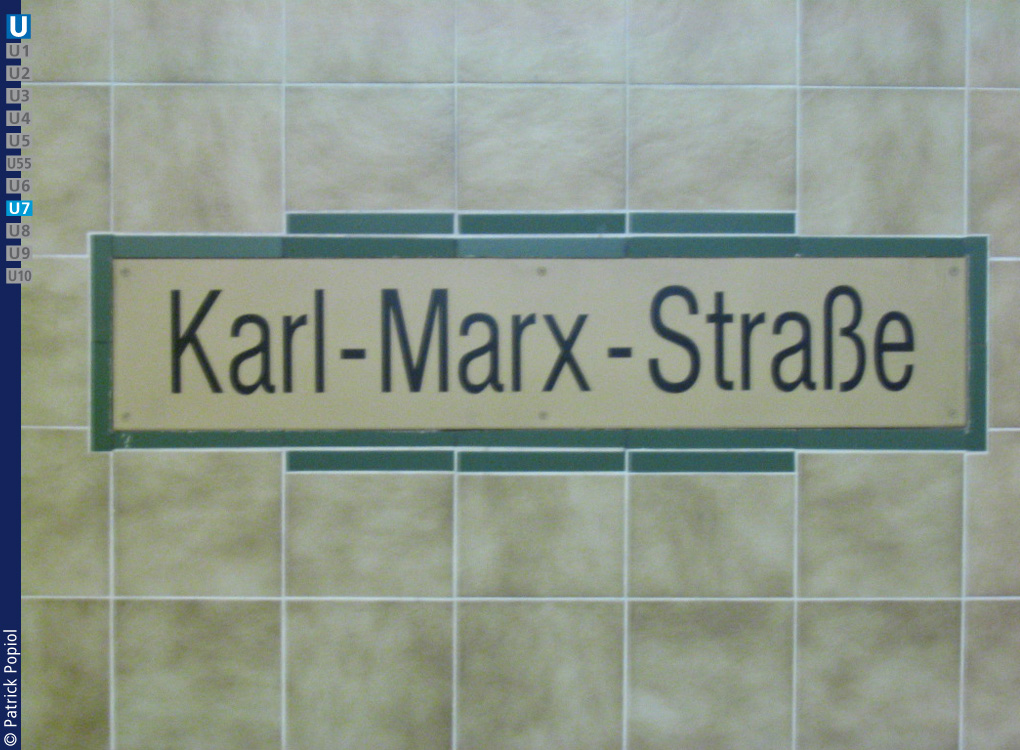 U
U1
U2
U3
U4
U5
U55
U6
U7
U8
U9
U10
Karl-Marx-Straße
© Patrick Popiol